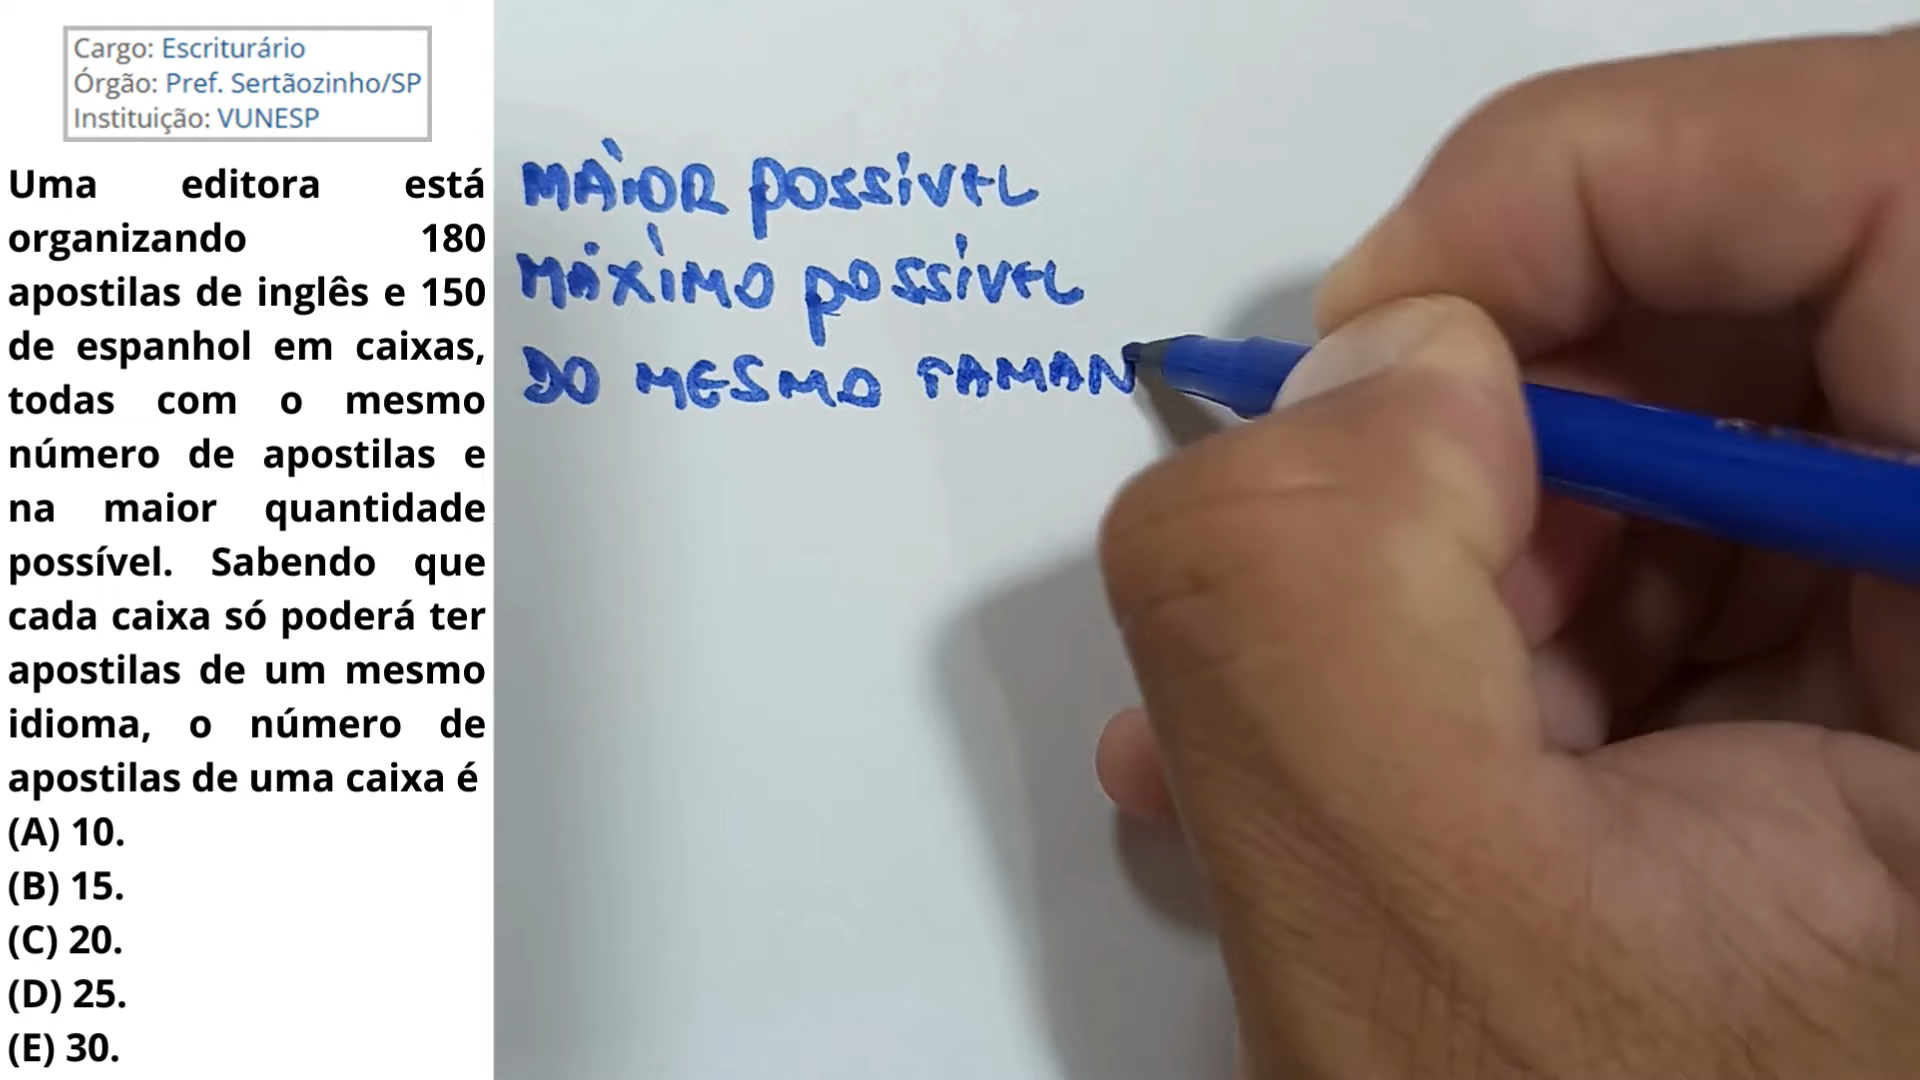 Cargo: Escriturário
Órgão: Pref. Sertãozinho/SP
Instituição: VUNESP
Uma editora está
organizando 180
apostilas de inglês e 150
de espanhol em caixas,
todas com o mesmo
número de apostilas e
na maior quantidade
possível. Sabendo que
cada caixa só poderá ter
apostilas de um mesmo
idioma, o número de
apostilas de uma caixa é
(A) 10.
(B) 15.
(C) 20.
(D) 25.
(E) 30.
MAiOR possívEL
MÁXIMO possívEL
DO MESMO TAMAN